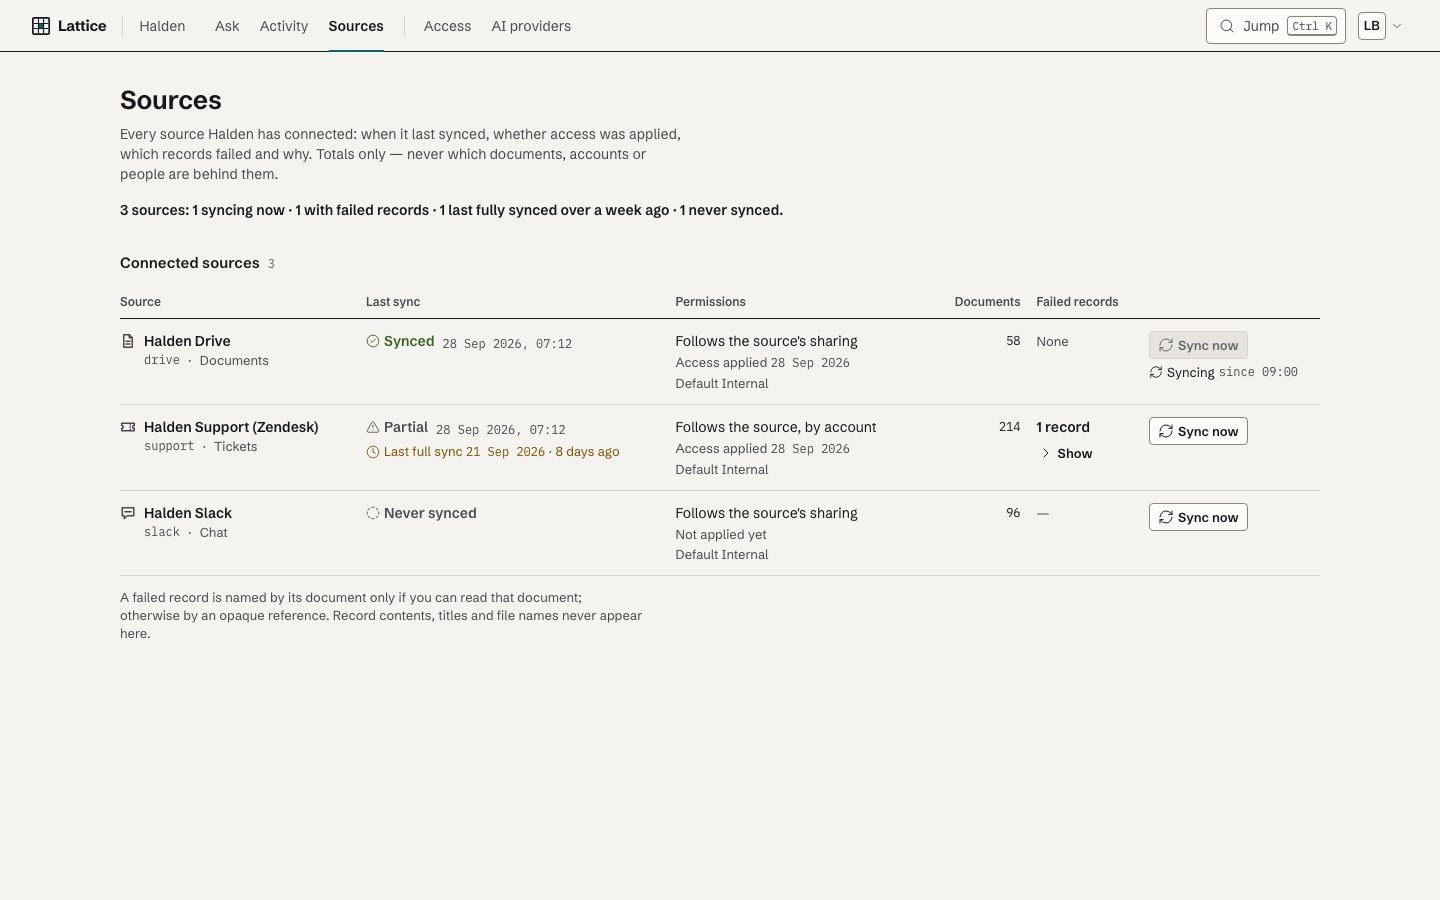 Lattice Halden Ask Activity Sources Access AI providers Jump Ctrl K LB
Sources
Every source Halden has connected: when it last synced, whether access was applied,
which records failed and why. Totals only — never which documents, accounts or
people are behind them.
3 sources: 1 syncing now · 1 with failed records · 1 last fully synced over a week ago · 1 never synced.
Connected sources 3
Source Last sync Permissions Documents Failed records
Halden Drive Synced 28 Sep 2026, 07:12 Follows the source's sharing 58 None Sync now
drive · Documents Access applied 28 Sep 2026 Syncing since 09:00
Default Internal
Halden Support (Zendesk) Partial 28 Sep 2026, 07:12 Follows the source, by account 214 1 record Sync now
support · Tickets Last full sync 21 Sep 2026 · 8 days ago Access applied 28 Sep 2026 Show
Default Internal
Halden Slack Never synced Follows the source's sharing 96 — Sync now
slack · Chat Not applied yet
Default Internal
A failed record is named by its document only if you can read that document;
otherwise by an opaque reference. Record contents, titles and file names never appear
here.